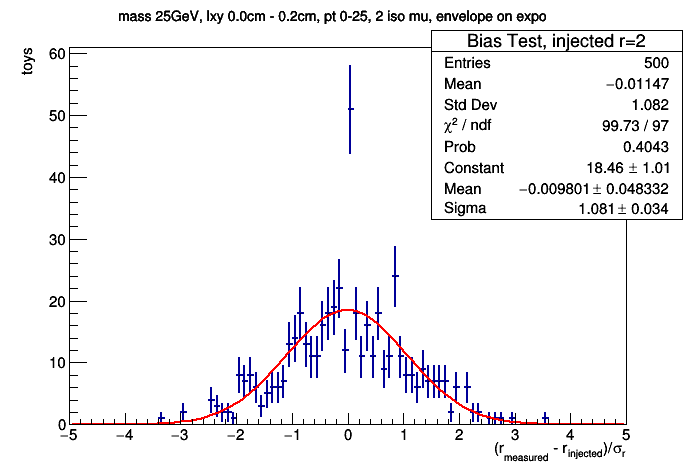 mass 25GeV, lxy 0.0cm - 0.2cm, pt 0-25, 2 iso mu, envelope on expo
toys
Bias Test, injected r=2
Entries 500
Mean −0.01147
Std Dev 1.082
χ² / ndf 99.73 / 97
Prob 0.4043
Constant 18.46 ± 1.01
Mean −0.009801 ± 0.048332
Sigma 1.081 ± 0.034
60
50
40
30
20
10
0
−5 −4 −3 −2 −1 0 1 2 3 4 5
(r_measured - r_injected)/σ_r